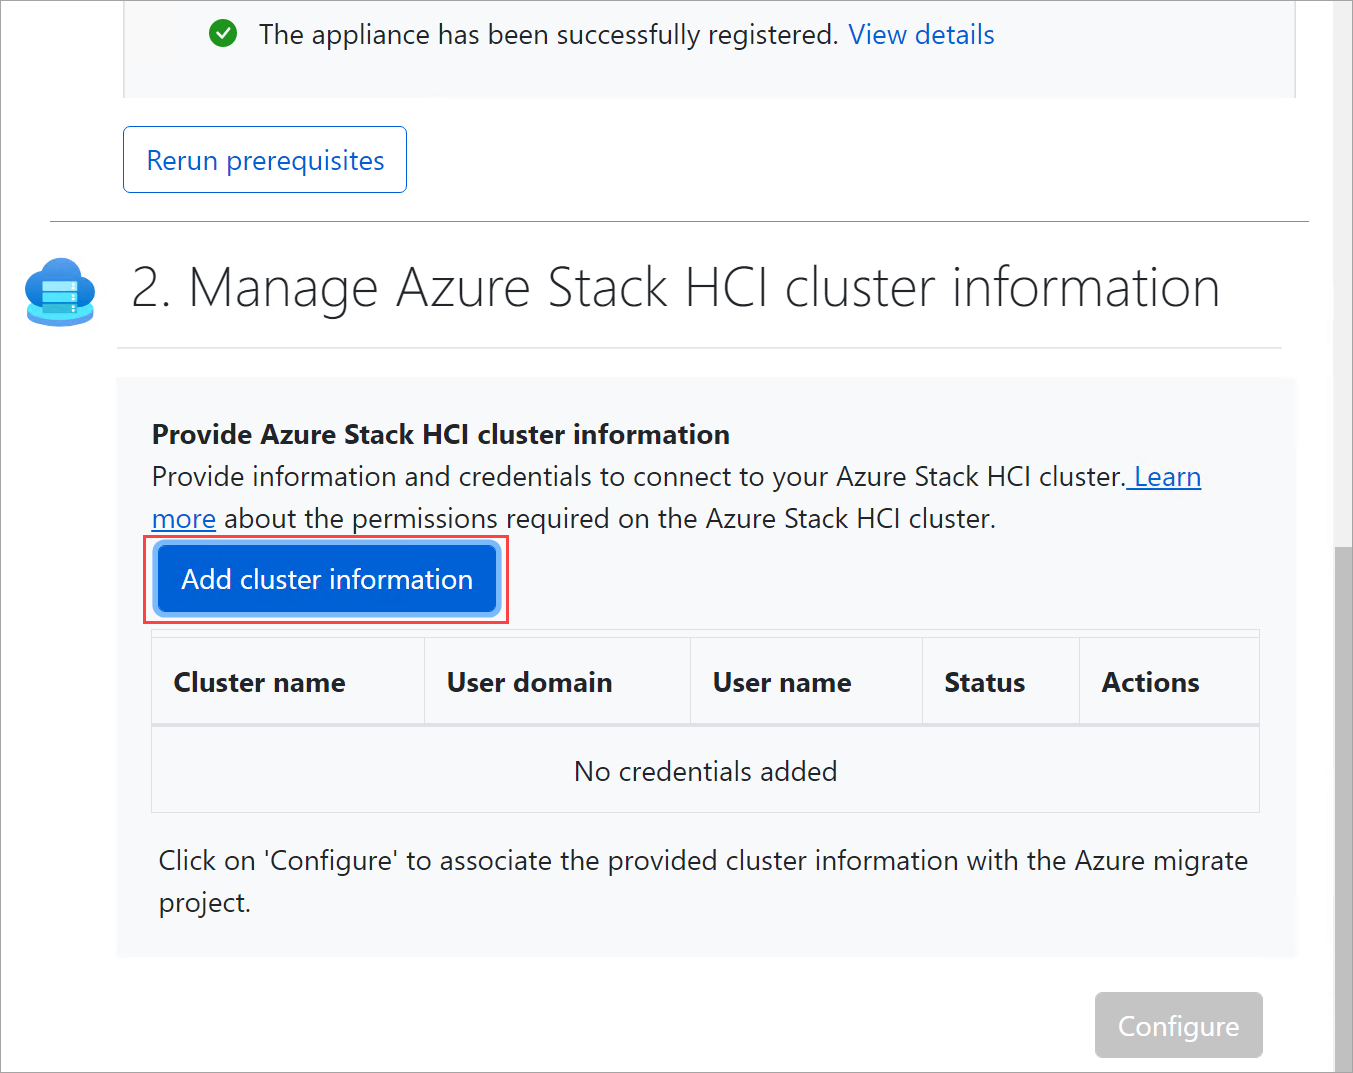 The appliance has been successfully registered. View details
Rerun prerequisites
2. Manage Azure Stack HCI cluster information
Provide Azure Stack HCI cluster information
Provide information and credentials to connect to your Azure Stack HCI cluster. Learn
more about the permissions required on the Azure Stack HCI cluster.
Add cluster information
Cluster name User domain User name Status Actions
No credentials added
Click on 'Configure' to associate the provided cluster information with the Azure migrate
project.
Configure